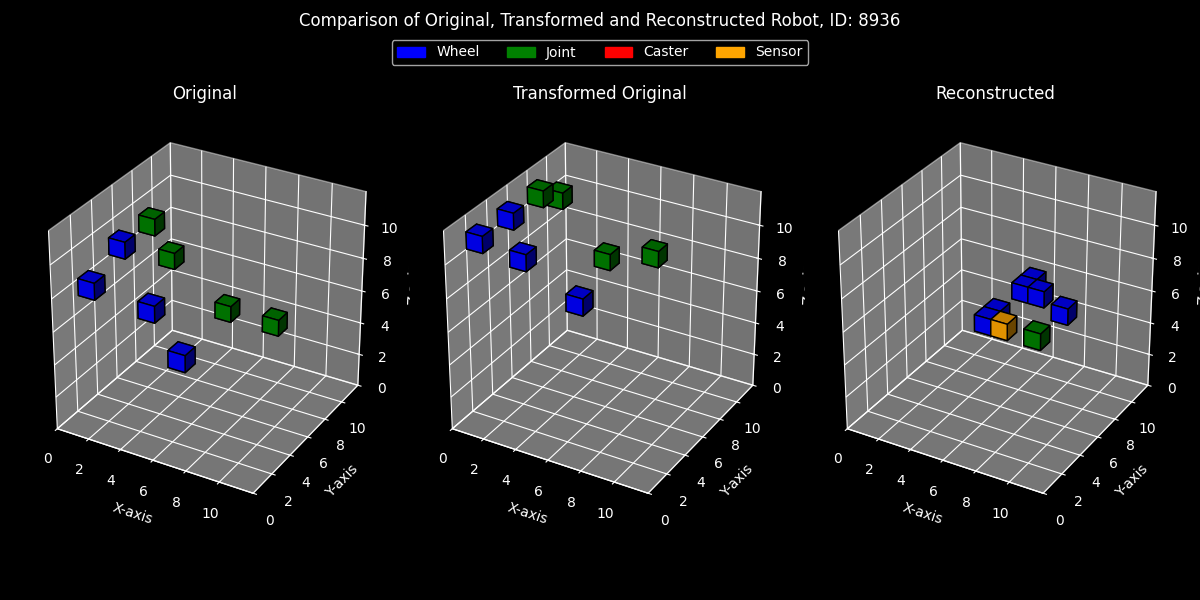 Comparison of Original, Transformed and Reconstructed Robot, ID: 8936
Wheel Joint Caster Sensor
Original Transformed Original Reconstructed
10 10 10
8 8 8
6 6 6
4 4 4
2 2 2
0 0 0
10 10 10
8 8 8
6 6 6
4 4 4
2 2 2
0 0 0
0 2 4 6 8 10 0 2 4 6 8 10 0 2 4 6 8 10
X-axis Y-axis X-axis Y-axis X-axis Y-axis